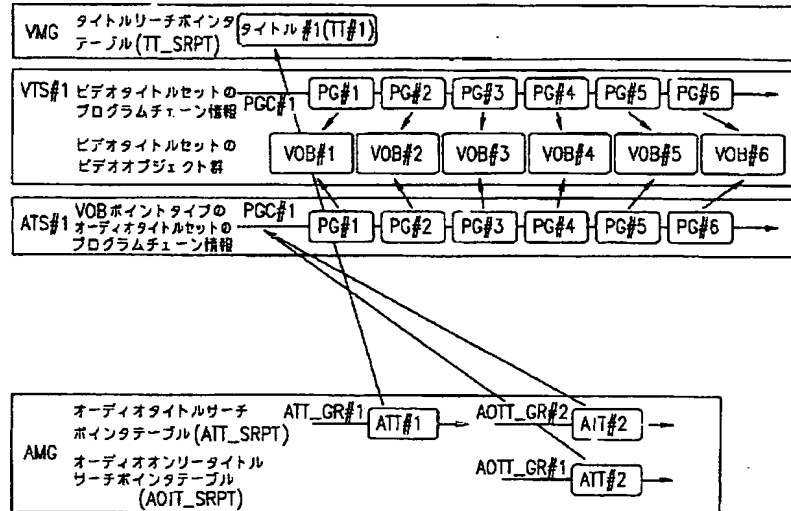 VMG
タイトルリーチポインタ
テーブル(TT_SRPT)
タイトル#1(TT#1)
VTS#1
ビデオタイトルセットの
プログラムチェーン情報
PGC#1
PG#1 PG#2 PG#3 PG#4 PG#5 PG#6
ビデオタイトルセットの
ビデオオブジェクト群
VOB#1 VOB#2 VOB#3 VOB#4 VOB#5 VOB#6
ATS#1
VOBポイントタイプの
オーディオタイトルセットの
プログラムチェーン情報
PGC#1
PG#1 PG#2 PG#3 PG#4 PG#5 PG#6
AMG
オーディオタイトルサーチ
ポインタテーブル(ATT_SRPT)
ATT_GR#1 ATT#1 AOTT_GR#2 ATT#2
オーディオオンリータイトル
サーチポインタテーブル
(AOTT_SRPT)
AOTT_GR#1 ATT#2